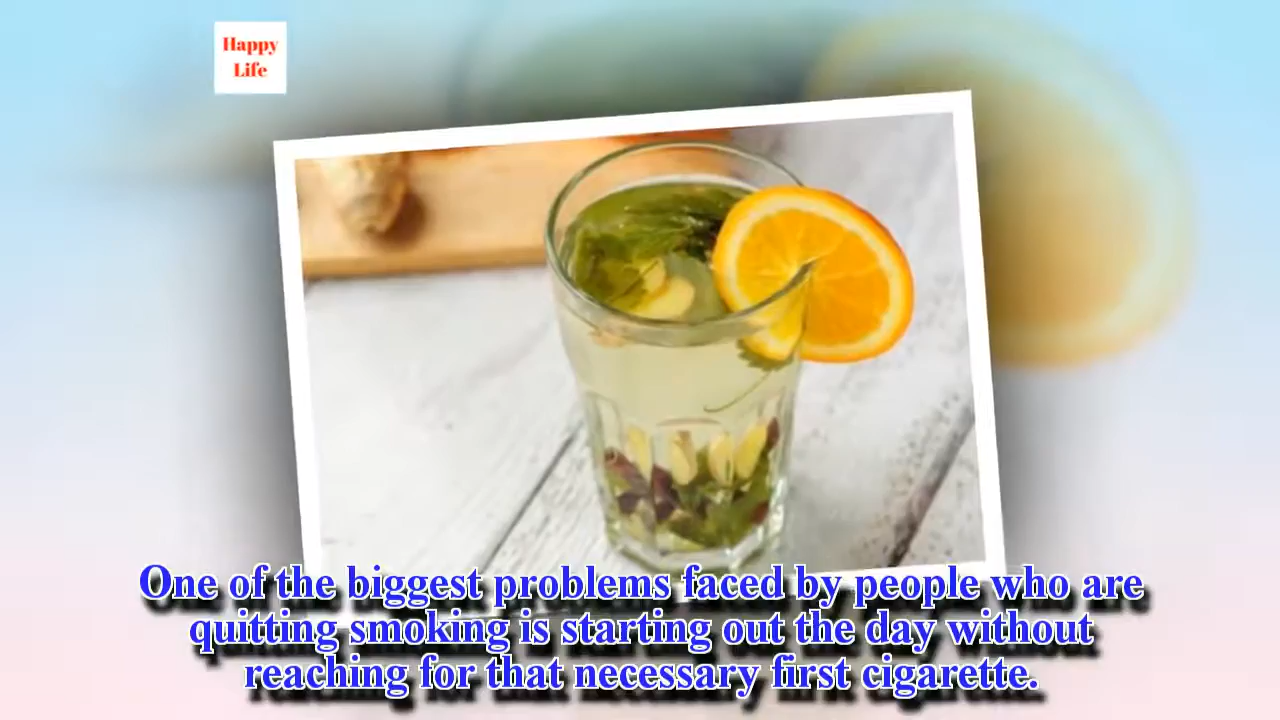 Happy
Life
One of the biggest problems faced by people who are
quitting smoking is starting out the day without
reaching for that necessary first cigarette.